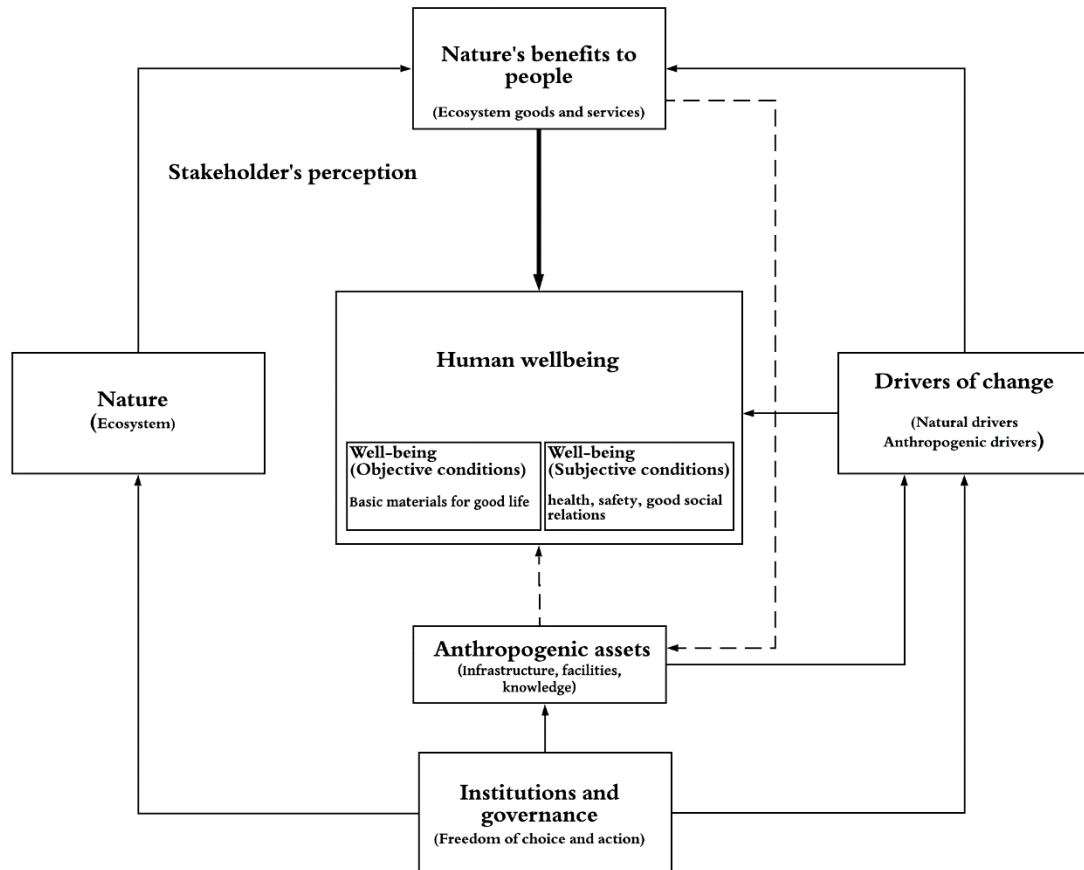 Nature's benefits to
people
(Ecosystem goods and services)
Stakeholder's perception
Human wellbeing
Nature
(Ecosystem)
Drivers of change
(Natural drivers
Anthropogenic drivers)
Well-being
(Objective conditions)
Basic materials for good life
Well-being
(Subjective conditions)
health, safety, good social
relations
Anthropogenic assets
(Infrastructure, facilities,
knowledge)
Institutions and
governance
(Freedom of choice and action)